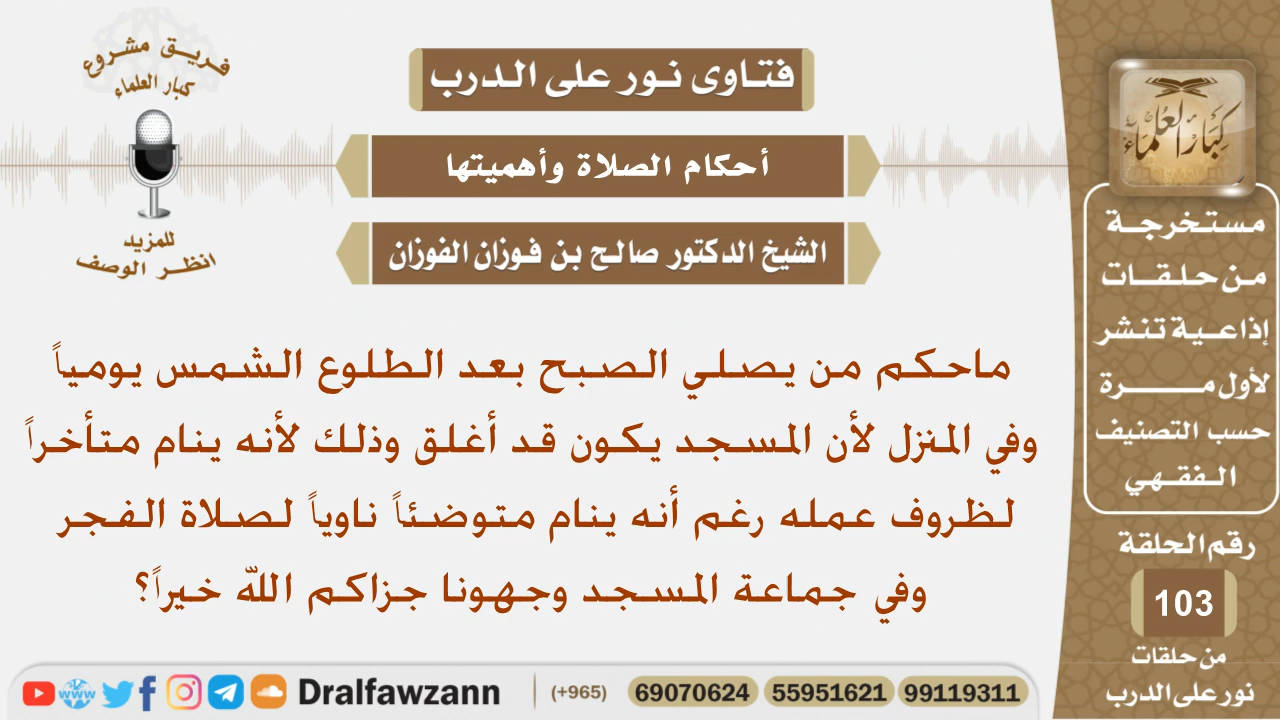 فريق مشروع
كبار العلماء
للمزيد
انظر الوصف
فتاوى نور على الدرب
أحكام الصلاة وأهميتها
الشيخ الدكتور صالح بن فوزان الفوزان
ماحكم من يصلي الصبح بعد الطلوع الشمس يومياً
وفي المنزل لأن المسجد يكون قد أغلق وذلك لأنه ينام متأخراً
لظروف عمله رغم أنه ينام متوضئاً ناوياً لصلاة الفجر
وفي جماعة المسجد وجهونا جزاكم الله خيراً؟
كبار العلماء
مستخرجة
من حلقات
إذاعية تنشر
لأول مرة
حسب التصنيف
الفقهي
رقم الحلقة
103
من حلقات
نور على الدرب
www Dralfawzann (+965) 69070624 55951621 99119311